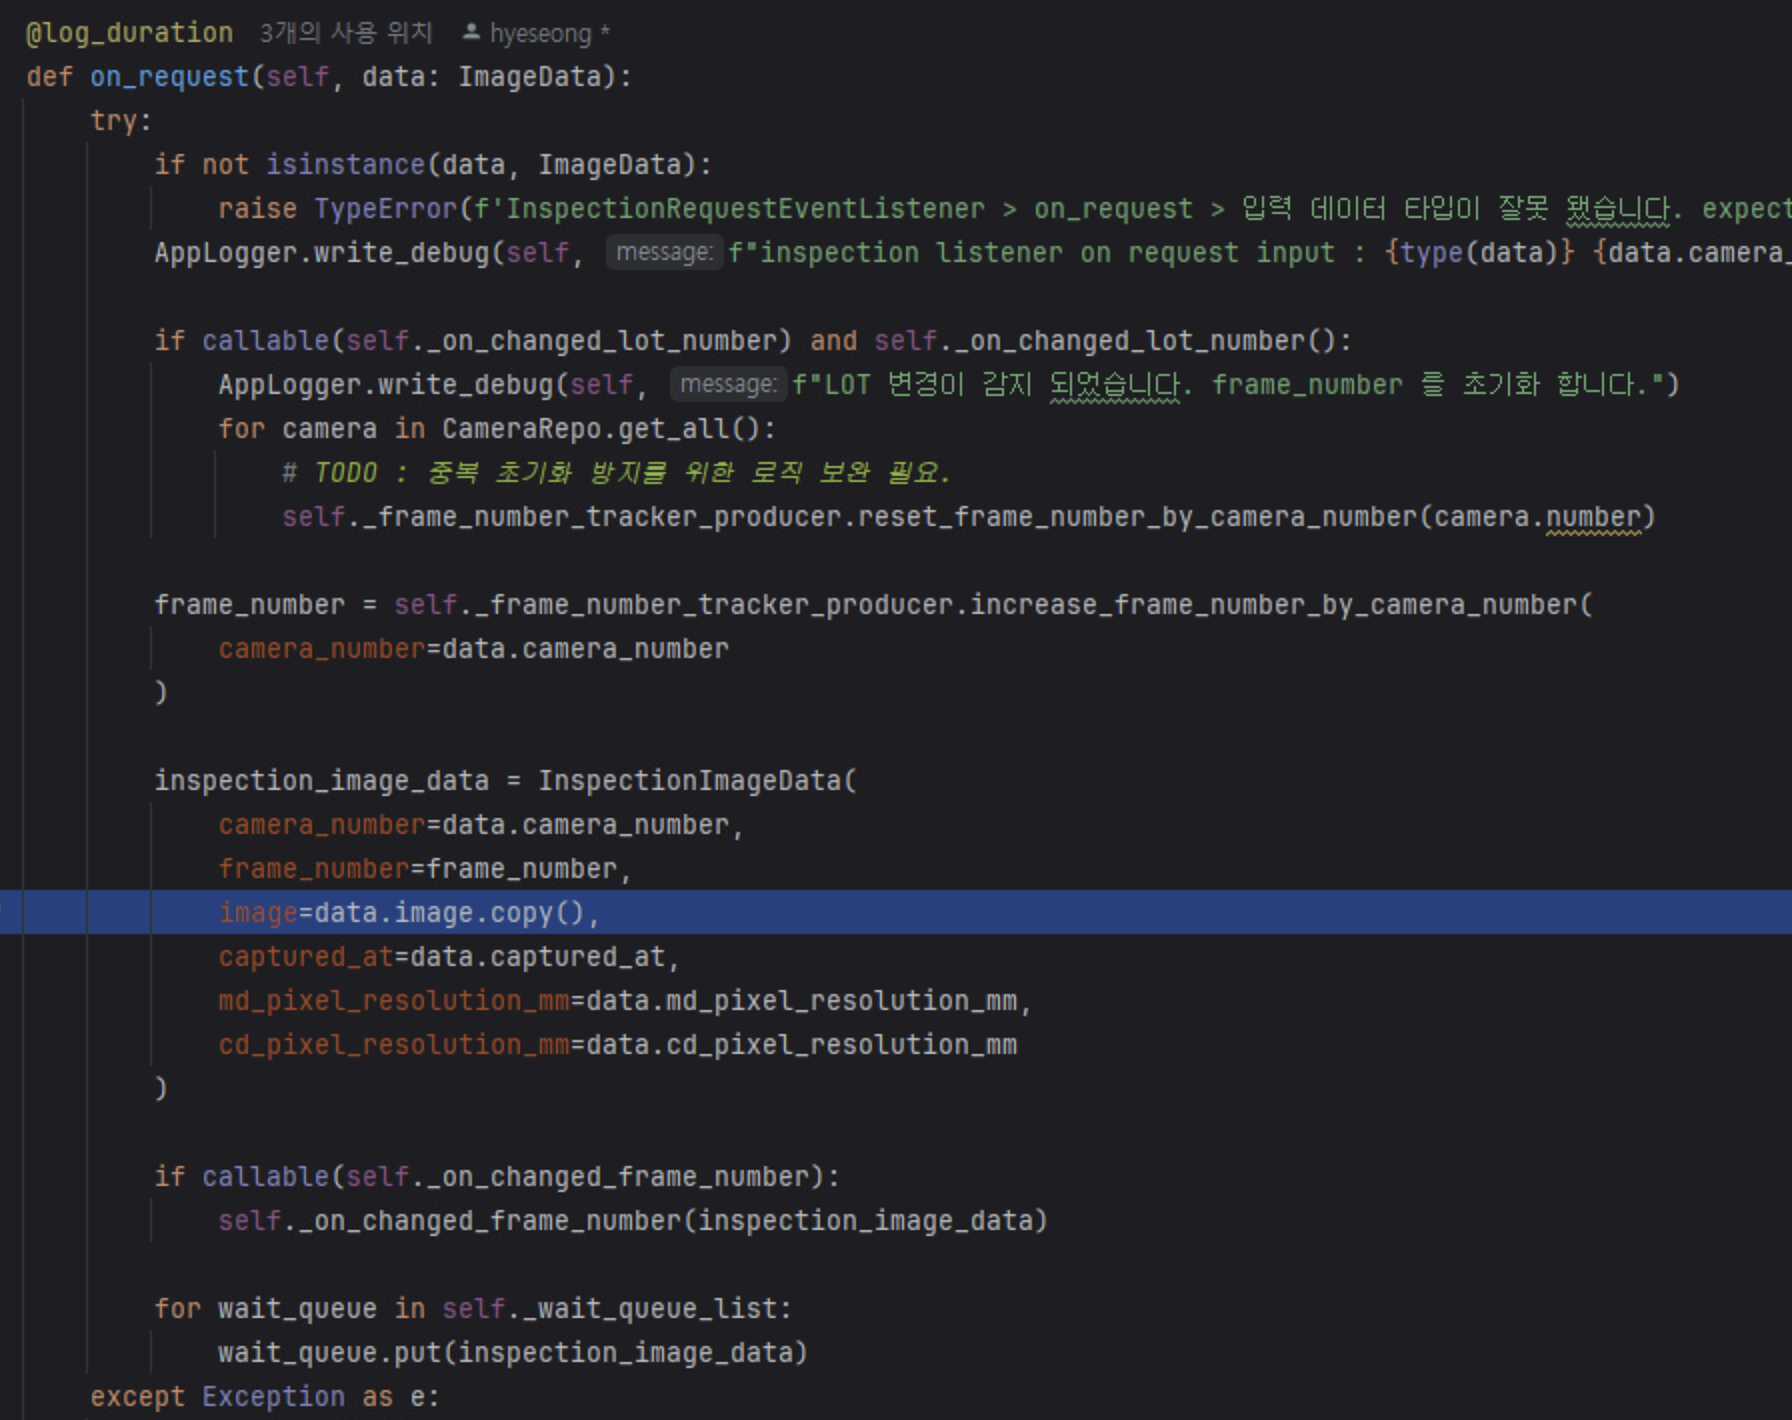 @log_duration 3개의 사용 위치 hyeseong *
def on_request(self, data: ImageData):
try:
if not isinstance(data, ImageData):
raise TypeError(f'InspectionRequestEventListener > on_request > 입력 데이터 타입이 잘못 됐습니다. expect
AppLogger.write_debug(self, message: f"inspection listener on request input : {type(data)} {data.camera_
if callable(self._on_changed_lot_number) and self._on_changed_lot_number():
AppLogger.write_debug(self, message: f"LOT 변경이 감지 되었습니다. frame_number 를 초기화 합니다.")
for camera in CameraRepo.get_all():
# TODO : 중복 초기화 방지를 위한 로직 보완 필요.
self._frame_number_tracker_producer.reset_frame_number_by_camera_number(camera.number)
frame_number = self._frame_number_tracker_producer.increase_frame_number_by_camera_number(
camera_number=data.camera_number
)
inspection_image_data = InspectionImageData(
camera_number=data.camera_number,
frame_number=frame_number,
image=data.image.copy(),
captured_at=data.captured_at,
md_pixel_resolution_mm=data.md_pixel_resolution_mm,
cd_pixel_resolution_mm=data.cd_pixel_resolution_mm
)
if callable(self._on_changed_frame_number):
self._on_changed_frame_number(inspection_image_data)
for wait_queue in self._wait_queue_list:
wait_queue.put(inspection_image_data)
except Exception as e: